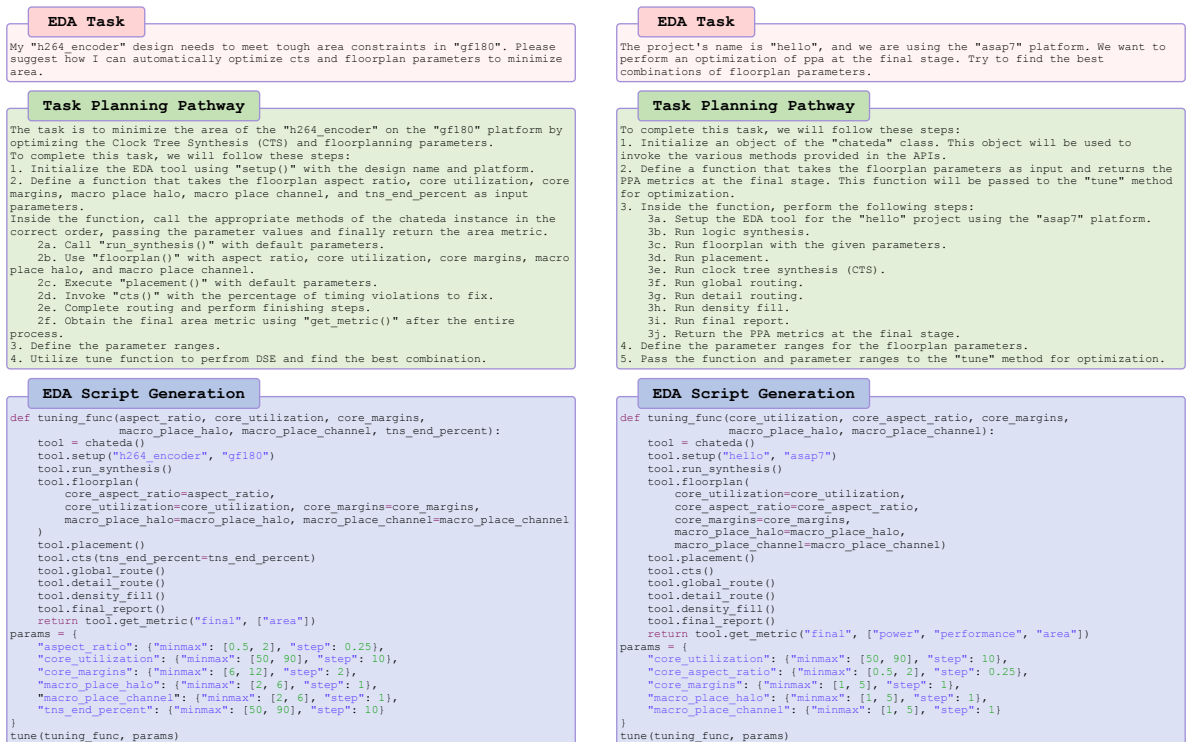 EDA Task
My "h264_encoder" design needs to meet tough area constraints in "gf180". Please
suggest how I can automatically optimize cts and floorplan parameters to minimize
area.
Task Planning Pathway
The task is to minimize the area of the "h264_encoder" on the "gf180" platform by
optimizing the Clock Tree Synthesis (CTS) and floorplanning parameters.
To complete this task, we will follow these steps:
1. Initialize the EDA tool using "setup()" with the design name and platform.
2. Define a function that takes the floorplan aspect ratio, core utilization, core
margins, macro place halo, macro place channel, and tns_end_percent as input
parameters.
Inside the function, call the appropriate methods of the chateda instance in the
correct order, passing the parameter values and finally return the area metric.
    2a. Call "run_synthesis()" with default parameters.
    2b. Use "floorplan()" with aspect ratio, core utilization, core margins, macro
place halo, and macro place channel.
    2c. Execute "placement()" with default parameters.
    2d. Invoke "cts()" with the percentage of timing violations to fix.
    2e. Complete routing and perform finishing steps.
    2f. Obtain the final area metric using "get_metric()" after the entire
process.
3. Define the parameter ranges.
4. Utilize tune function to perfrom DSE and find the best combination.
EDA Script Generation
def tuning_func(aspect_ratio, core_utilization, core_margins,
                macro_place_halo, macro_place_channel, tns_end_percent):
    tool = chateda()
    tool.setup("h264_encoder", "gf180")
    tool.run_synthesis()
    tool.floorplan(
        core_aspect_ratio=aspect_ratio,
        core_utilization=core_utilization, core_margins=core_margins,
        macro_place_halo=macro_place_halo, macro_place_channel=macro_place_channel
    )
    tool.placement()
    tool.cts(tns_end_percent=tns_end_percent)
    tool.global_route()
    tool.detail_route()
    tool.density_fill()
    tool.final_report()
    return tool.get_metric("final", ["area"])
params = {
    "aspect_ratio": {"minmax": [0.5, 2], "step": 0.25},
    "core_utilization": {"minmax": [50, 90], "step": 10},
    "core_margins": {"minmax": [6, 12], "step": 2},
    "macro_place_halo": {"minmax": [2, 6], "step": 1},
    "macro_place_channel": {"minmax": [2, 6], "step": 1},
    "tns_end_percent": {"minmax": [50, 90], "step": 10}
}
tune(tuning_func, params)
EDA Task
The project's name is "hello", and we are using the "asap7" platform. We want to
perform an optimization of ppa at the final stage. Try to find the best
combinations of floorplan parameters.
Task Planning Pathway
To complete this task, we will follow these steps:
1. Initialize an object of the "chateda" class. This object will be used to
invoke the various methods provided in the APIs.
2. Define a function that takes the floorplan parameters as input and returns the
PPA metrics at the final stage. This function will be passed to the "tune" method
for optimization.
3. Inside the function, perform the following steps:
    3a. Setup the EDA tool for the "hello" project using the "asap7" platform.
    3b. Run logic synthesis.
    3c. Run floorplan with the given parameters.
    3d. Run placement.
    3e. Run clock tree synthesis (CTS).
    3f. Run global routing.
    3g. Run detail routing.
    3h. Run density fill.
    3i. Run final report.
    3j. Return the PPA metrics at the final stage.
4. Define the parameter ranges for the floorplan parameters.
5. Pass the function and parameter ranges to the "tune" method for optimization.
EDA Script Generation
def tuning_func(core_utilization, core_aspect_ratio, core_margins,
                macro_place_halo, macro_place_channel):
    tool = chateda()
    tool.setup("hello", "asap7")
    tool.run_synthesis()
    tool.floorplan(
        core_utilization=core_utilization,
        core_aspect_ratio=core_aspect_ratio,
        core_margins=core_margins,
        macro_place_halo=macro_place_halo,
        macro_place_channel=macro_place_channel)
    tool.placement()
    tool.cts()
    tool.global_route()
    tool.detail_route()
    tool.density_fill()
    tool.final_report()
    return tool.get_metric("final", ["power", "performance", "area"])
params = {
    "core_utilization": {"minmax": [50, 90], "step": 10},
    "core_aspect_ratio": {"minmax": [0.5, 2], "step": 0.25},
    "core_margins": {"minmax": [1, 5], "step": 1},
    "macro_place_halo": {"minmax": [1, 5], "step": 1},
    "macro_place_channel": {"minmax": [1, 5], "step": 1}
}
tune(tuning_func, params)